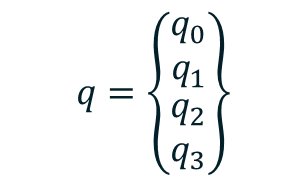 q = {
q₀
q₁
q₂
q₃
}